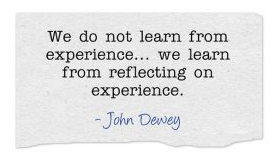 We do not learn from
experience... we learn
from reflecting on
experience.
- John Dewey